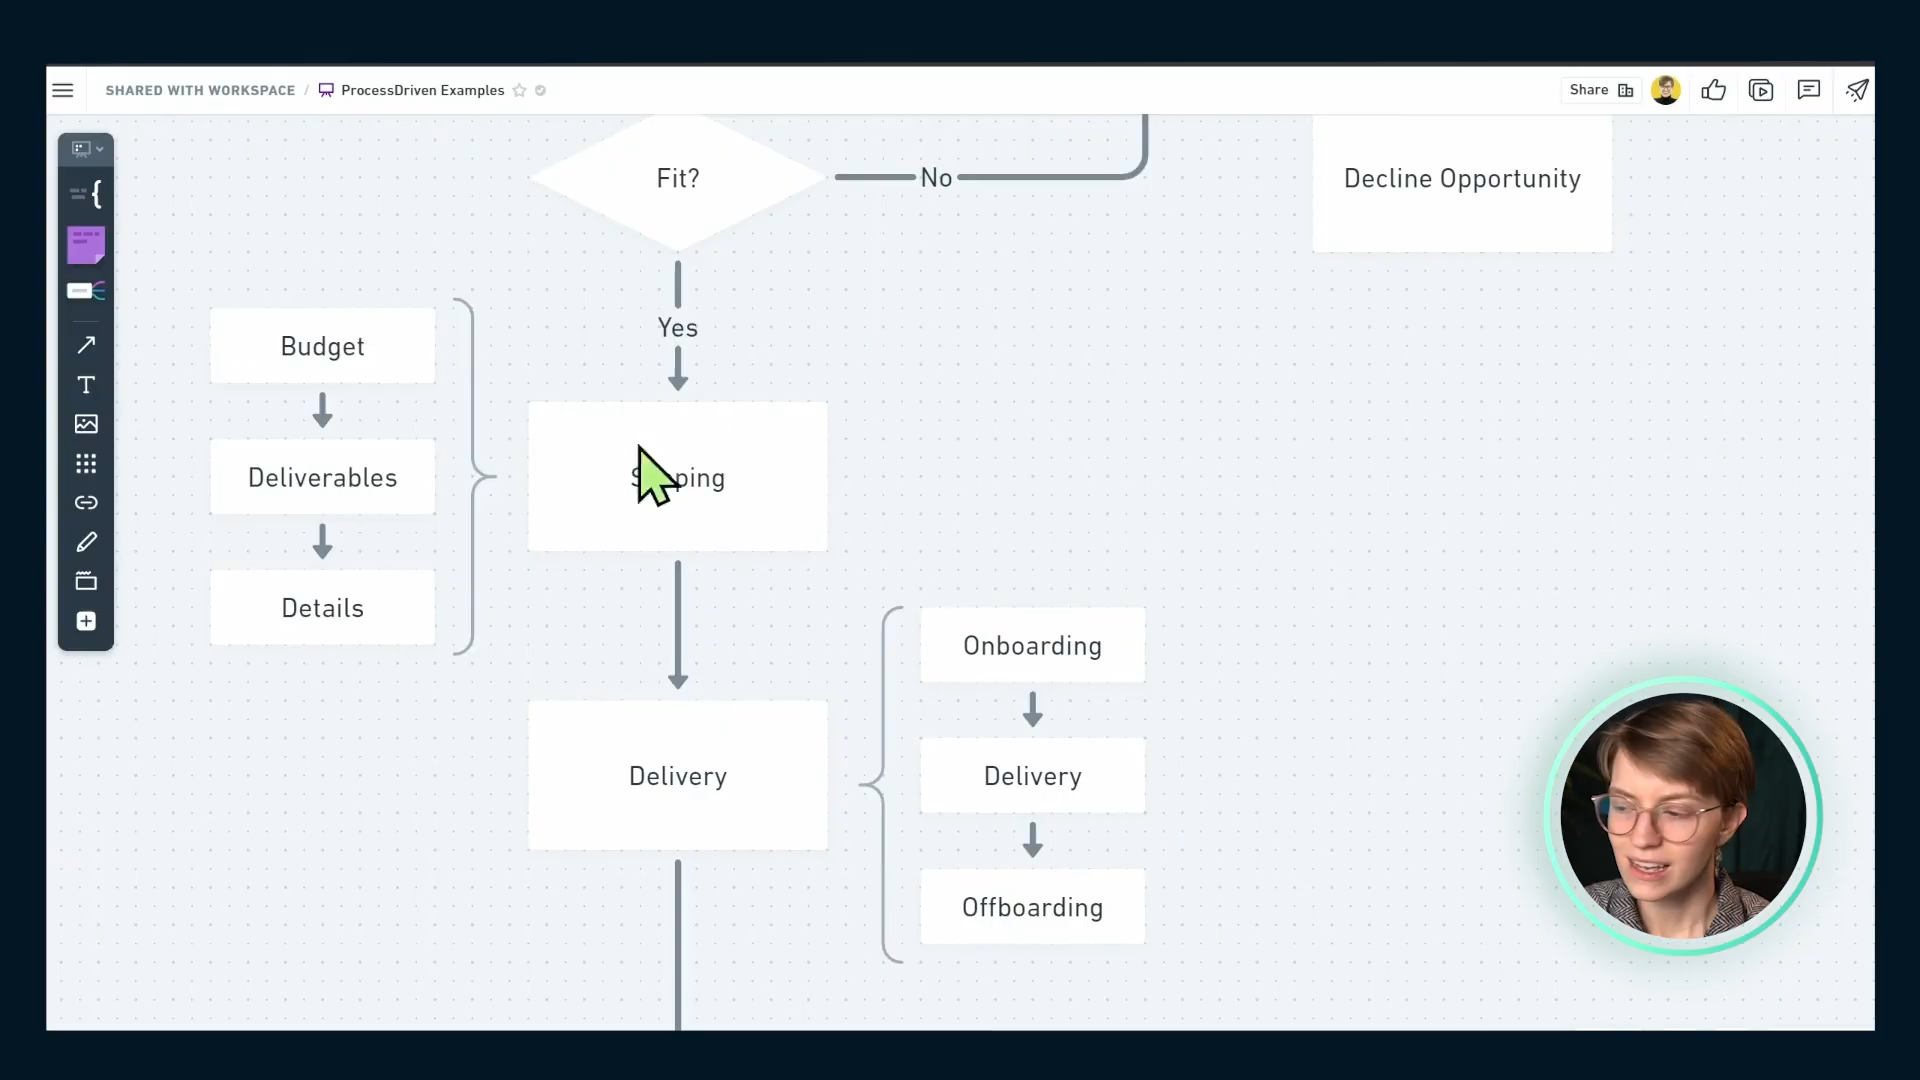 SHARED WITH WORKSPACE / ProcessDriven Examples
Share
Fit?
No
Decline Opportunity
Yes
Budget
Deliverables
Details
Delivery
Onboarding
Delivery
Offboarding